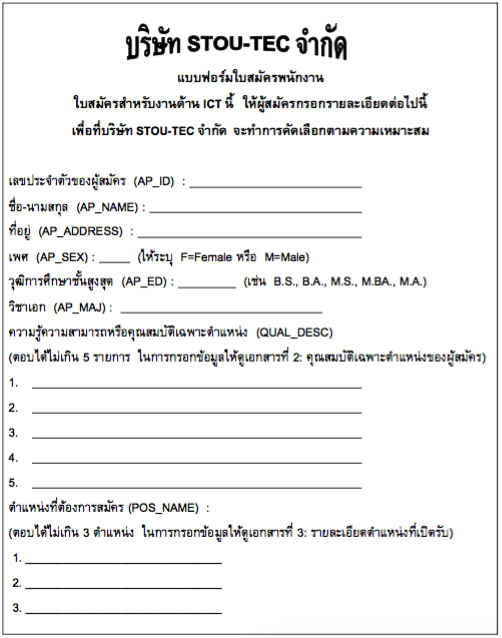 บริษัท STOU-TEC จำกัด
แบบฟอร์มใบสมัครพนักงาน
ใบสมัครสำหรับงานด้าน ICT นี้ ให้ผู้สมัครกรอกรายละเอียดต่อไปนี้
เพื่อที่บริษัท STOU-TEC จำกัด จะทำการคัดเลือกตามความเหมาะสม
เลขประจำตัวของผู้สมัคร (AP_ID) : 
ชื่อ-นามสกุล (AP_NAME) : 
ที่อยู่ (AP_ADDRESS) : 
เพศ (AP_SEX) : _____ (ให้ระบุ F=Female หรือ M=Male)
วุฒิการศึกษาชั้นสูงสุด (AP_ED) : _________ (เช่น B.S., B.A., M.S., M.BA., M.A.)
วิชาเอก (AP_MAJ) : 
ความรู้ความสามารถหรือคุณสมบัติเฉพาะตำแหน่ง (QUAL_DESC)
(ตอบได้ไม่เกิน 5 รายการ ในการกรอกข้อมูลให้ดูเอกสารที่ 2: คุณสมบัติเฉพาะตำแหน่งของผู้สมัคร)
1.
2.
3.
4.
5.
ตำแหน่งที่ต้องการสมัคร (POS_NAME) :
(ตอบได้ไม่เกิน 3 ตำแหน่ง ในการกรอกข้อมูลให้ดูเอกสารที่ 3: รายละเอียดตำแหน่งที่เปิดรับ)
1.
2.
3.